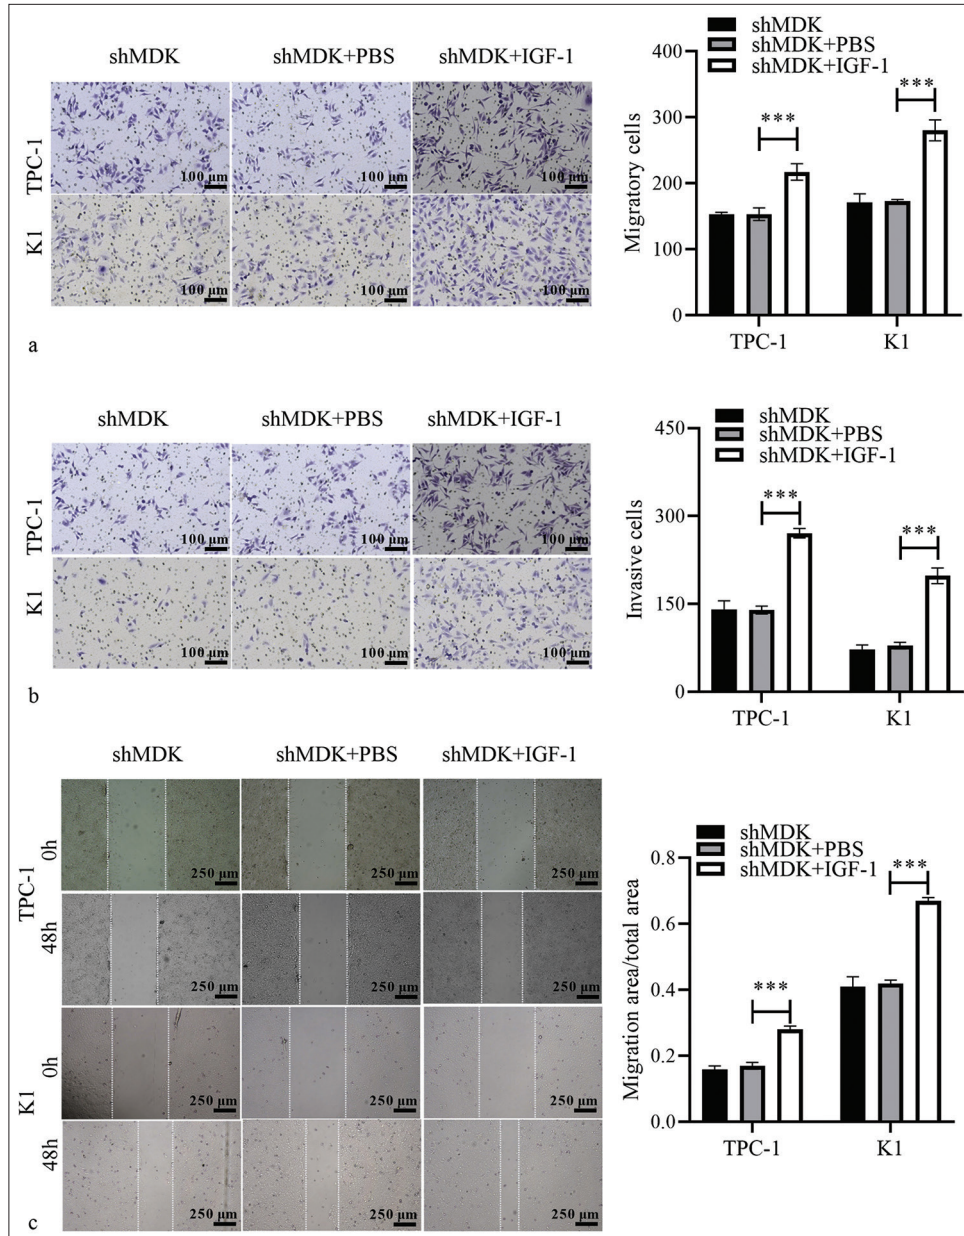 shMDK shMDK+PBS shMDK+IGF-1
TPC-1
100 μm 100 μm 100 μm
K1
100 μm 100 μm 100 μm
shMDK
shMDK+PBS
shMDK+IGF-1
Migratory cells
400
300
200
100
0
*** ***
TPC-1 K1
a
shMDK shMDK+PBS shMDK+IGF-1
TPC-1
100 μm 100 μm 100 μm
K1
100 μm 100 μm 100 μm
shMDK
shMDK+PBS
shMDK+IGF-1
Invasive cells
450
300
150
0
*** ***
TPC-1 K1
b
shMDK shMDK+PBS shMDK+IGF-1
TPC-1
0h
250 μm 250 μm 250 μm
48h
250 μm 250 μm 250 μm
K1
0h
250 μm 250 μm 250 μm
48h
250 μm 250 μm 250 μm
shMDK
shMDK+PBS
shMDK+IGF-1
Migration area/total area
0.8
0.6
0.4
0.2
0.0
*** ***
TPC-1 K1
c